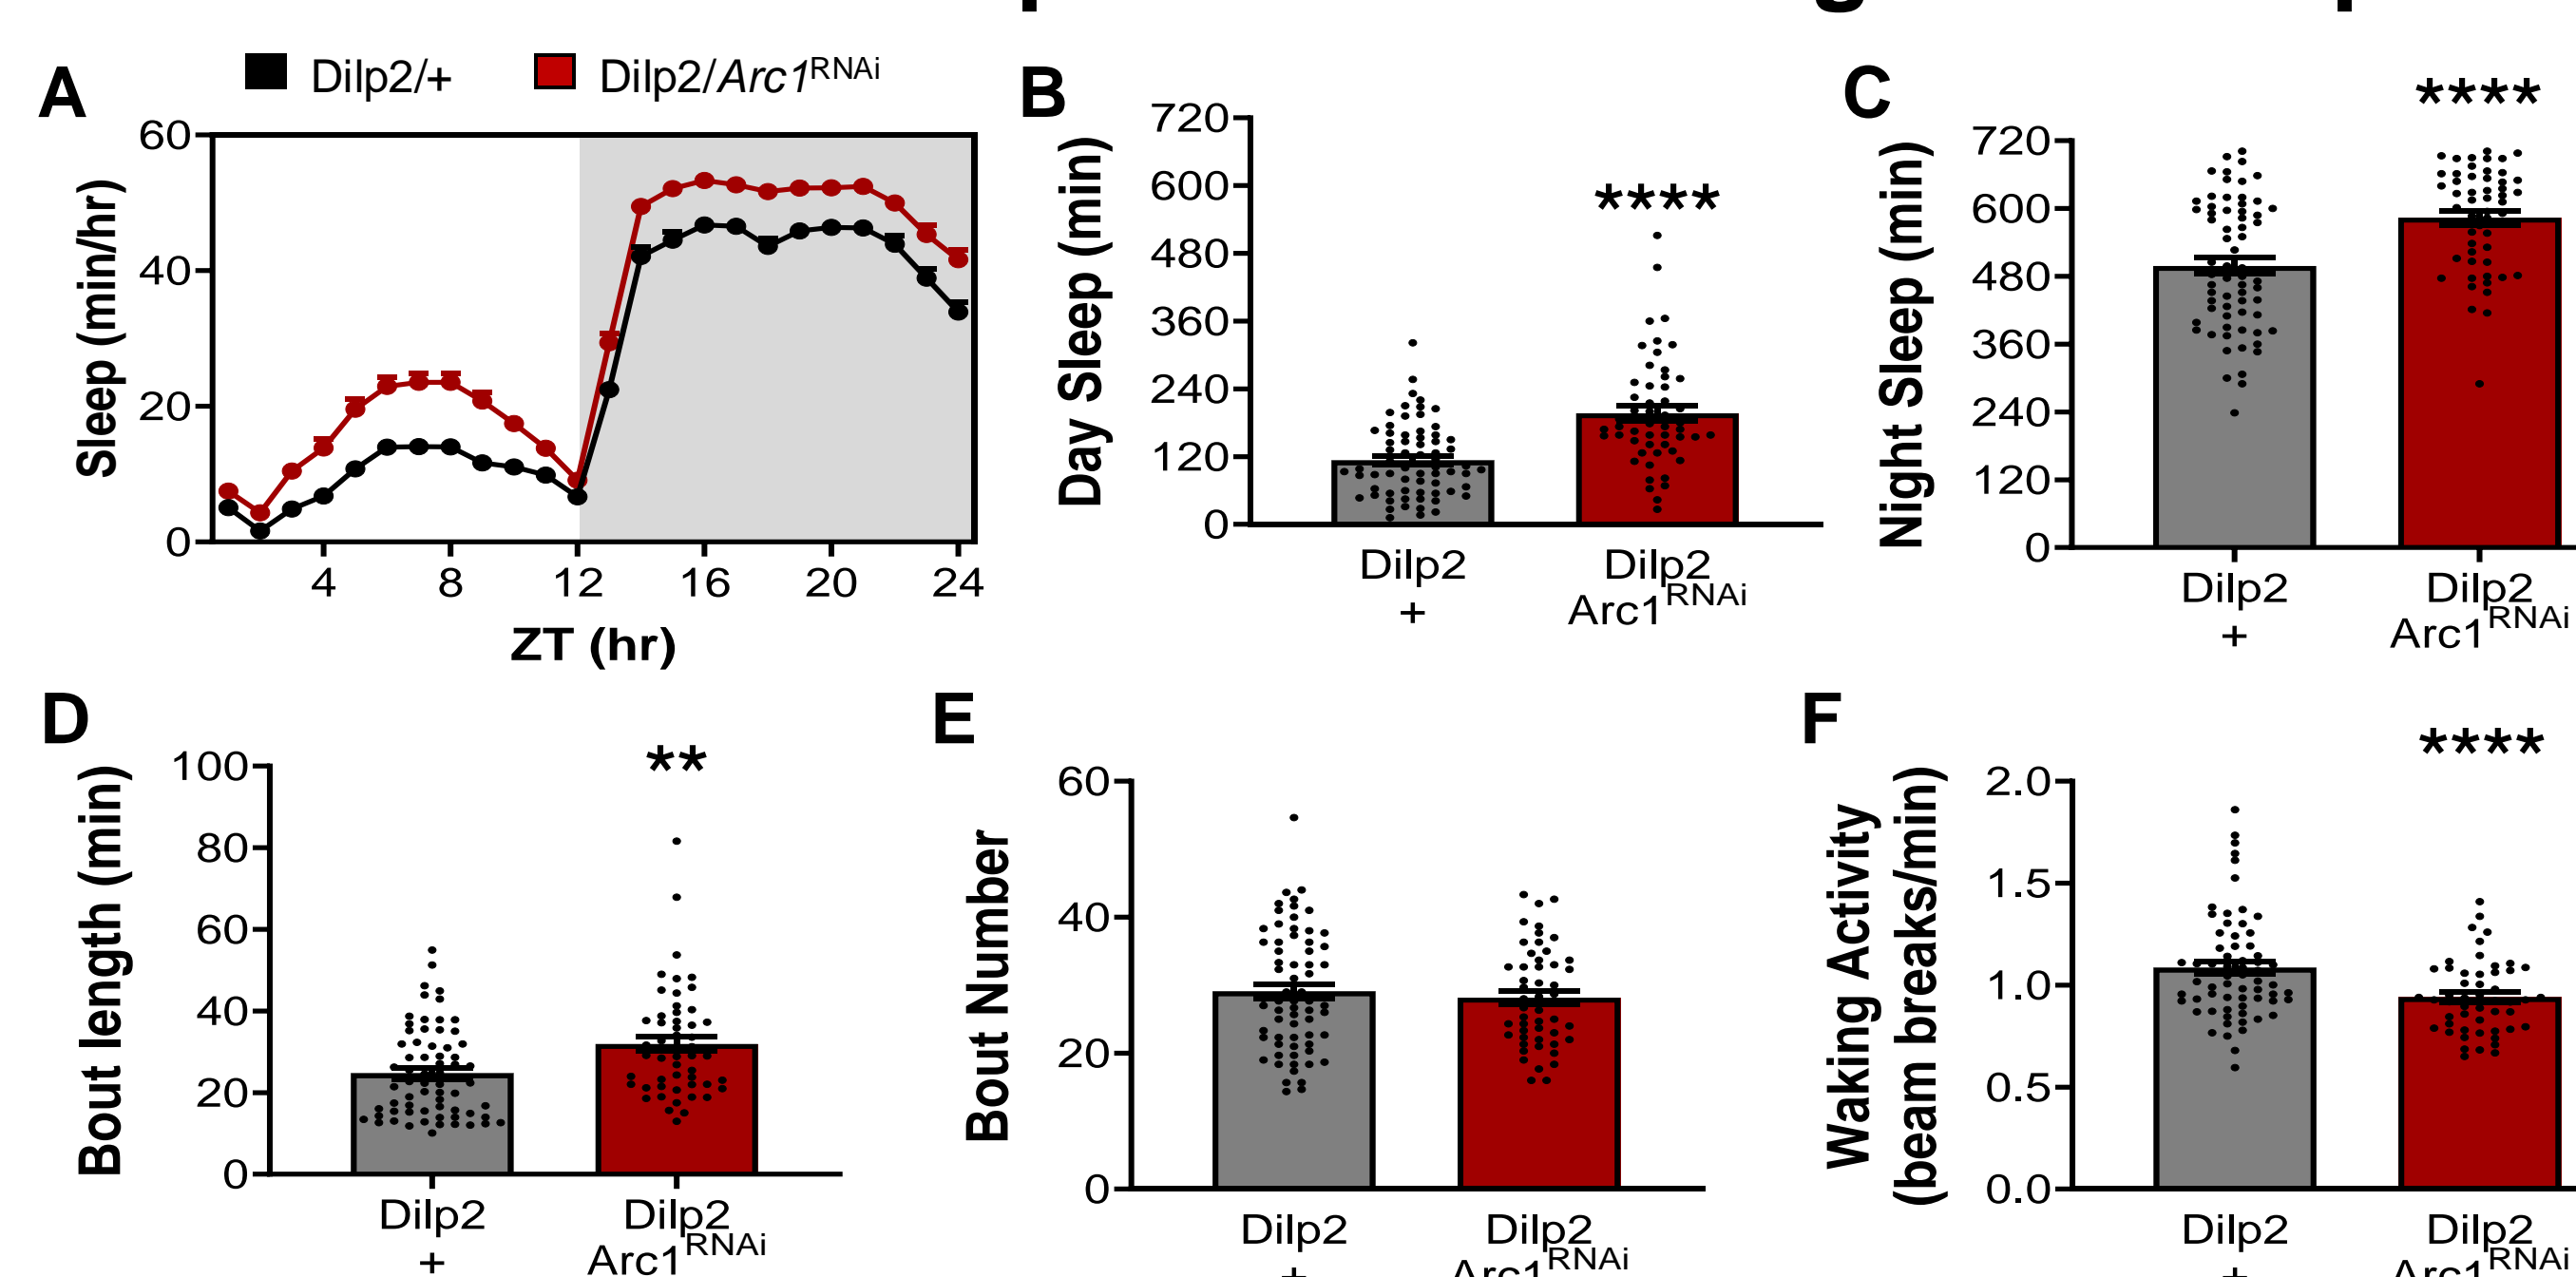 A
Dilp2/+
Dilp2/Arc1RNAi
Sleep (min/hr)
60
40
20
0
4 8 12 16 20 24
ZT (hr)
B
Day Sleep (min)
720
600
480
360
240
120
0
****
Dilp2
+
Dilp2
Arc1RNAi
C
Night Sleep (min)
720
600
480
360
240
120
0
****
Dilp2
+
Dilp2
Arc1RNAi
D
Bout length (min)
100
80
60
40
20
0
**
Dilp2
+
Dilp2
Arc1RNAi
E
Bout Number
60
40
20
0
Dilp2
+
Dilp2
Arc1RNAi
F
Waking Activity
(beam breaks/min)
2.0
1.5
1.0
0.5
0.0
****
Dilp2
+
Dilp2
Arc1RNAi